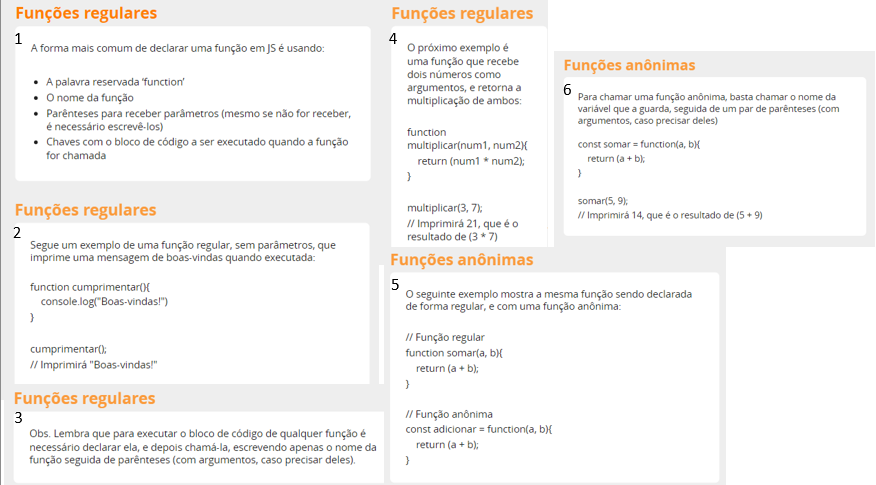 Funções regulares
1
A forma mais comum de declarar uma função em JS é usando:
• A palavra reservada 'function'
• O nome da função
• Parênteses para receber parâmetros (mesmo se não for receber,
é necessário escrevê-los)
• Chaves com o bloco de código a ser executado quando a função
for chamada
Funções regulares
2
Segue um exemplo de uma função regular, sem parâmetros, que
imprime uma mensagem de boas-vindas quando executada:
function cumprimentar(){
console.log("Boas-vindas!")
}
cumprimentar();
// Imprimirá "Boas-vindas!"
Funções regulares
3
Obs. Lembra que para executar o bloco de código de qualquer função é
necessário declarar ela, e depois chamá-la, escrevendo apenas o nome da
função seguida de parênteses (com argumentos, caso precisar deles).
Funções regulares
4
O próximo exemplo é
uma função que recebe
dois números como
argumentos, e retorna a
multiplicação de ambos:
function
multiplicar(num1, num2){
return (num1 * num2);
}
multiplicar(3, 7);
// Imprimirá 21, que é o
resultado de (3 * 7)
Funções anônimas
5
O seguinte exemplo mostra a mesma função sendo declarada
de forma regular, e com uma função anônima:
// Função regular
function somar(a, b){
return (a + b);
}
// Função anônima
const adicionar = function(a, b){
return (a + b);
}
Funções anônimas
6
Para chamar uma função anônima, basta chamar o nome da
variável que a guarda, seguida de um par de parênteses (com
argumentos, caso precisar deles)
const somar = function(a, b){
return (a + b);
}
somar(5, 9);
// Imprimirá 14, que é o resultado de (5 + 9)